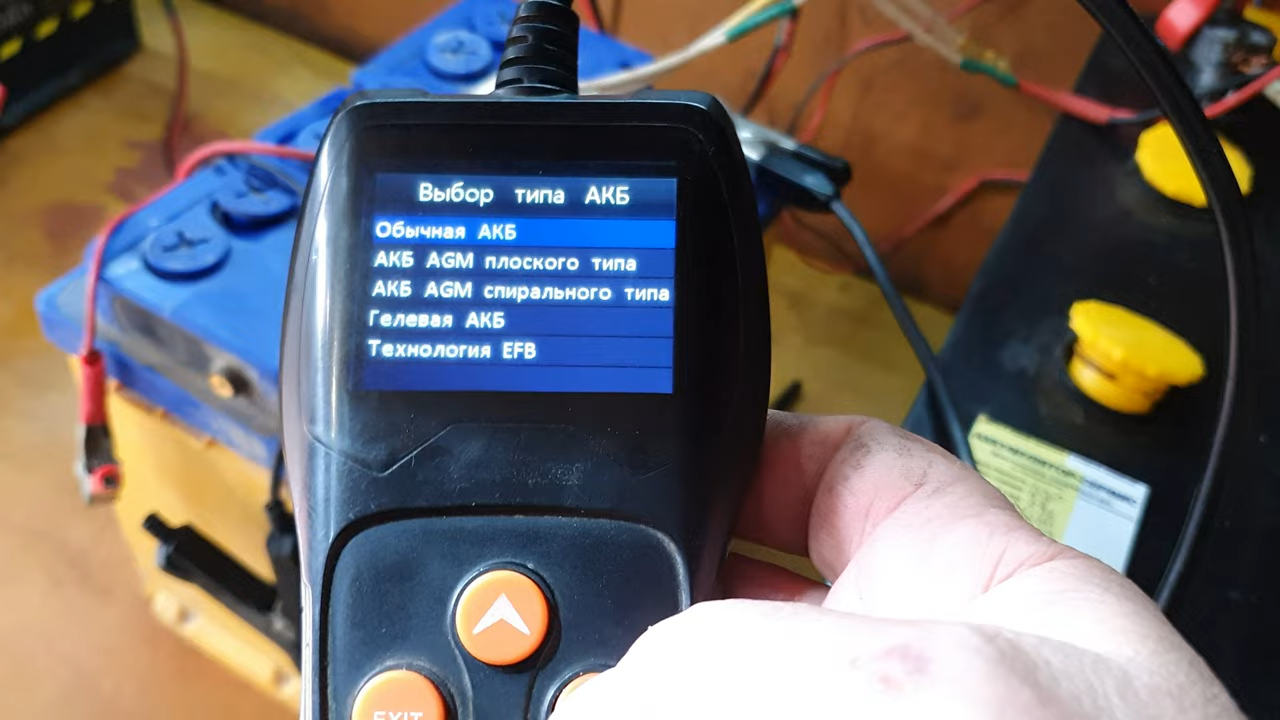 Выбор типа АКБ
Обычная АКБ
АКБ AGM плоского типа
АКБ AGM спирального типа
Гелевая АКБ
Технология EFB
EXIT